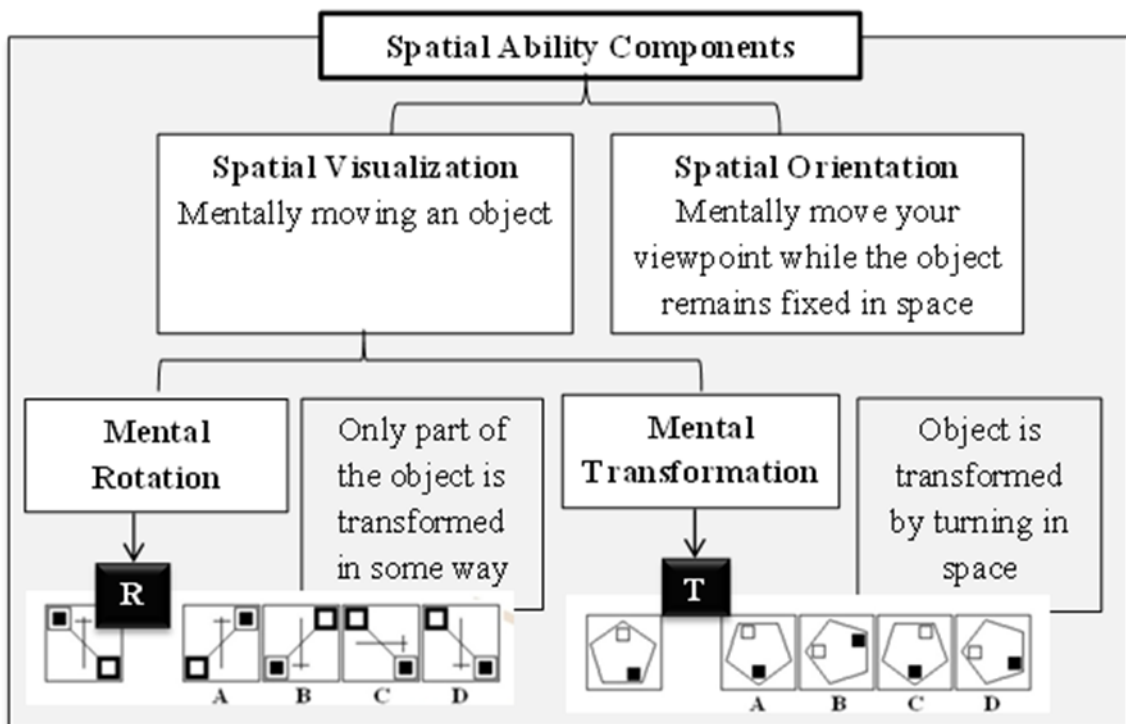 Spatial Ability Components
Spatial Visualization
Mentally moving an object
Spatial Orientation
Mentally move your
viewpoint while the object
remains fixed in space
Mental
Rotation
Only part of
the object is
transformed
in some way
Mental
Transformation
Object is
transformed
by turning in
space
R
A B C D
T
A B C D